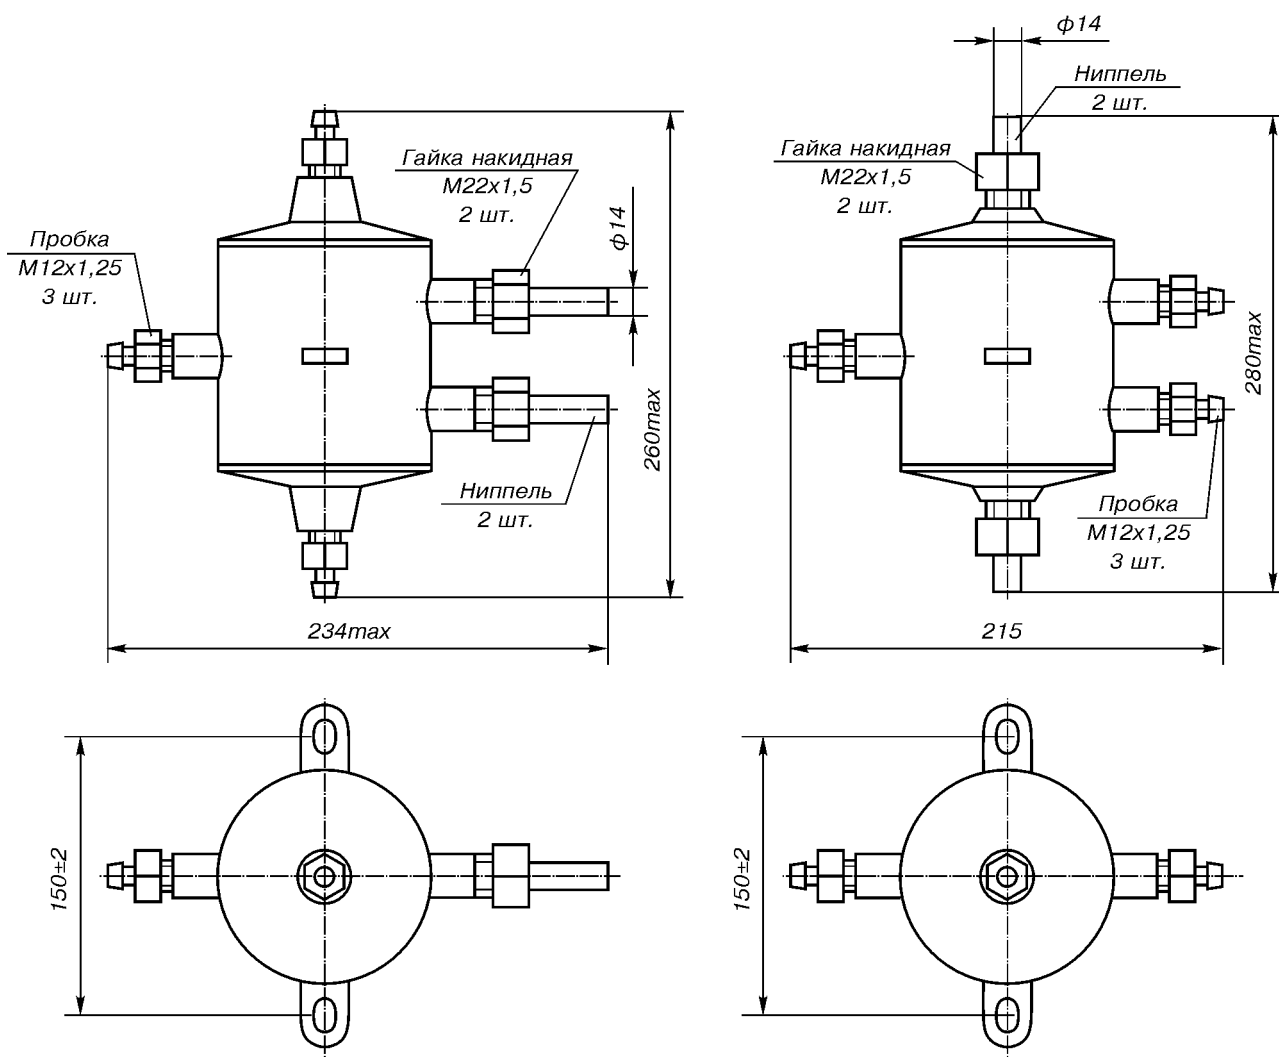 ф14
Ниппель
2 шт.
Гайка накидная
М22х1,5
2 шт.
Гайка накидная
М22х1,5
2 шт.
ф14
Пробка
М12х1,25
3 шт.
260max
280max
Ниппель
2 шт.
Пробка
М12х1,25
3 шт.
234max
215
150±2
150±2